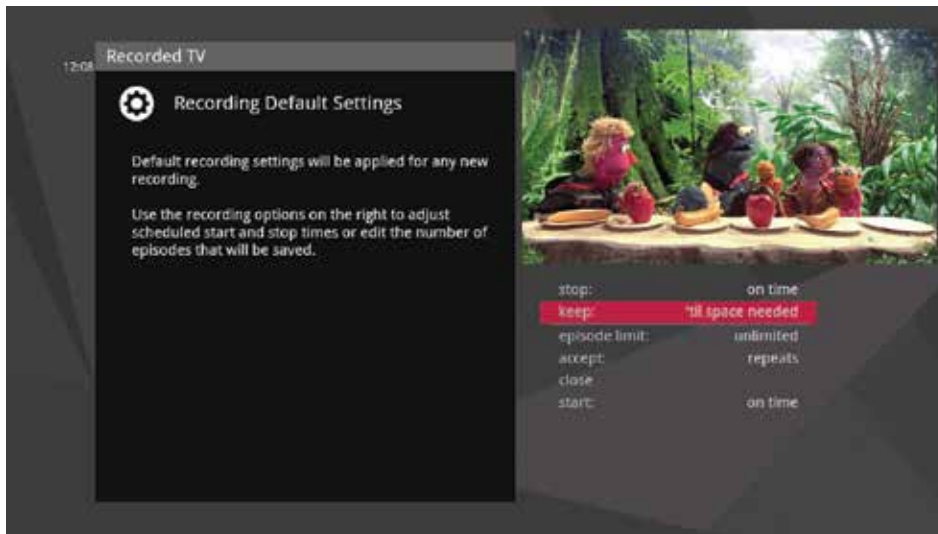 12:08
Recorded TV
Recording Default Settings
Default recording settings will be applied for any new
recording.
Use the recording options on the right to adjust
scheduled start and stop times or edit the number of
episodes that will be saved.
stop: on time
keep: 'til space needed
episode limit: unlimited
accept: repeats
close
start: on time